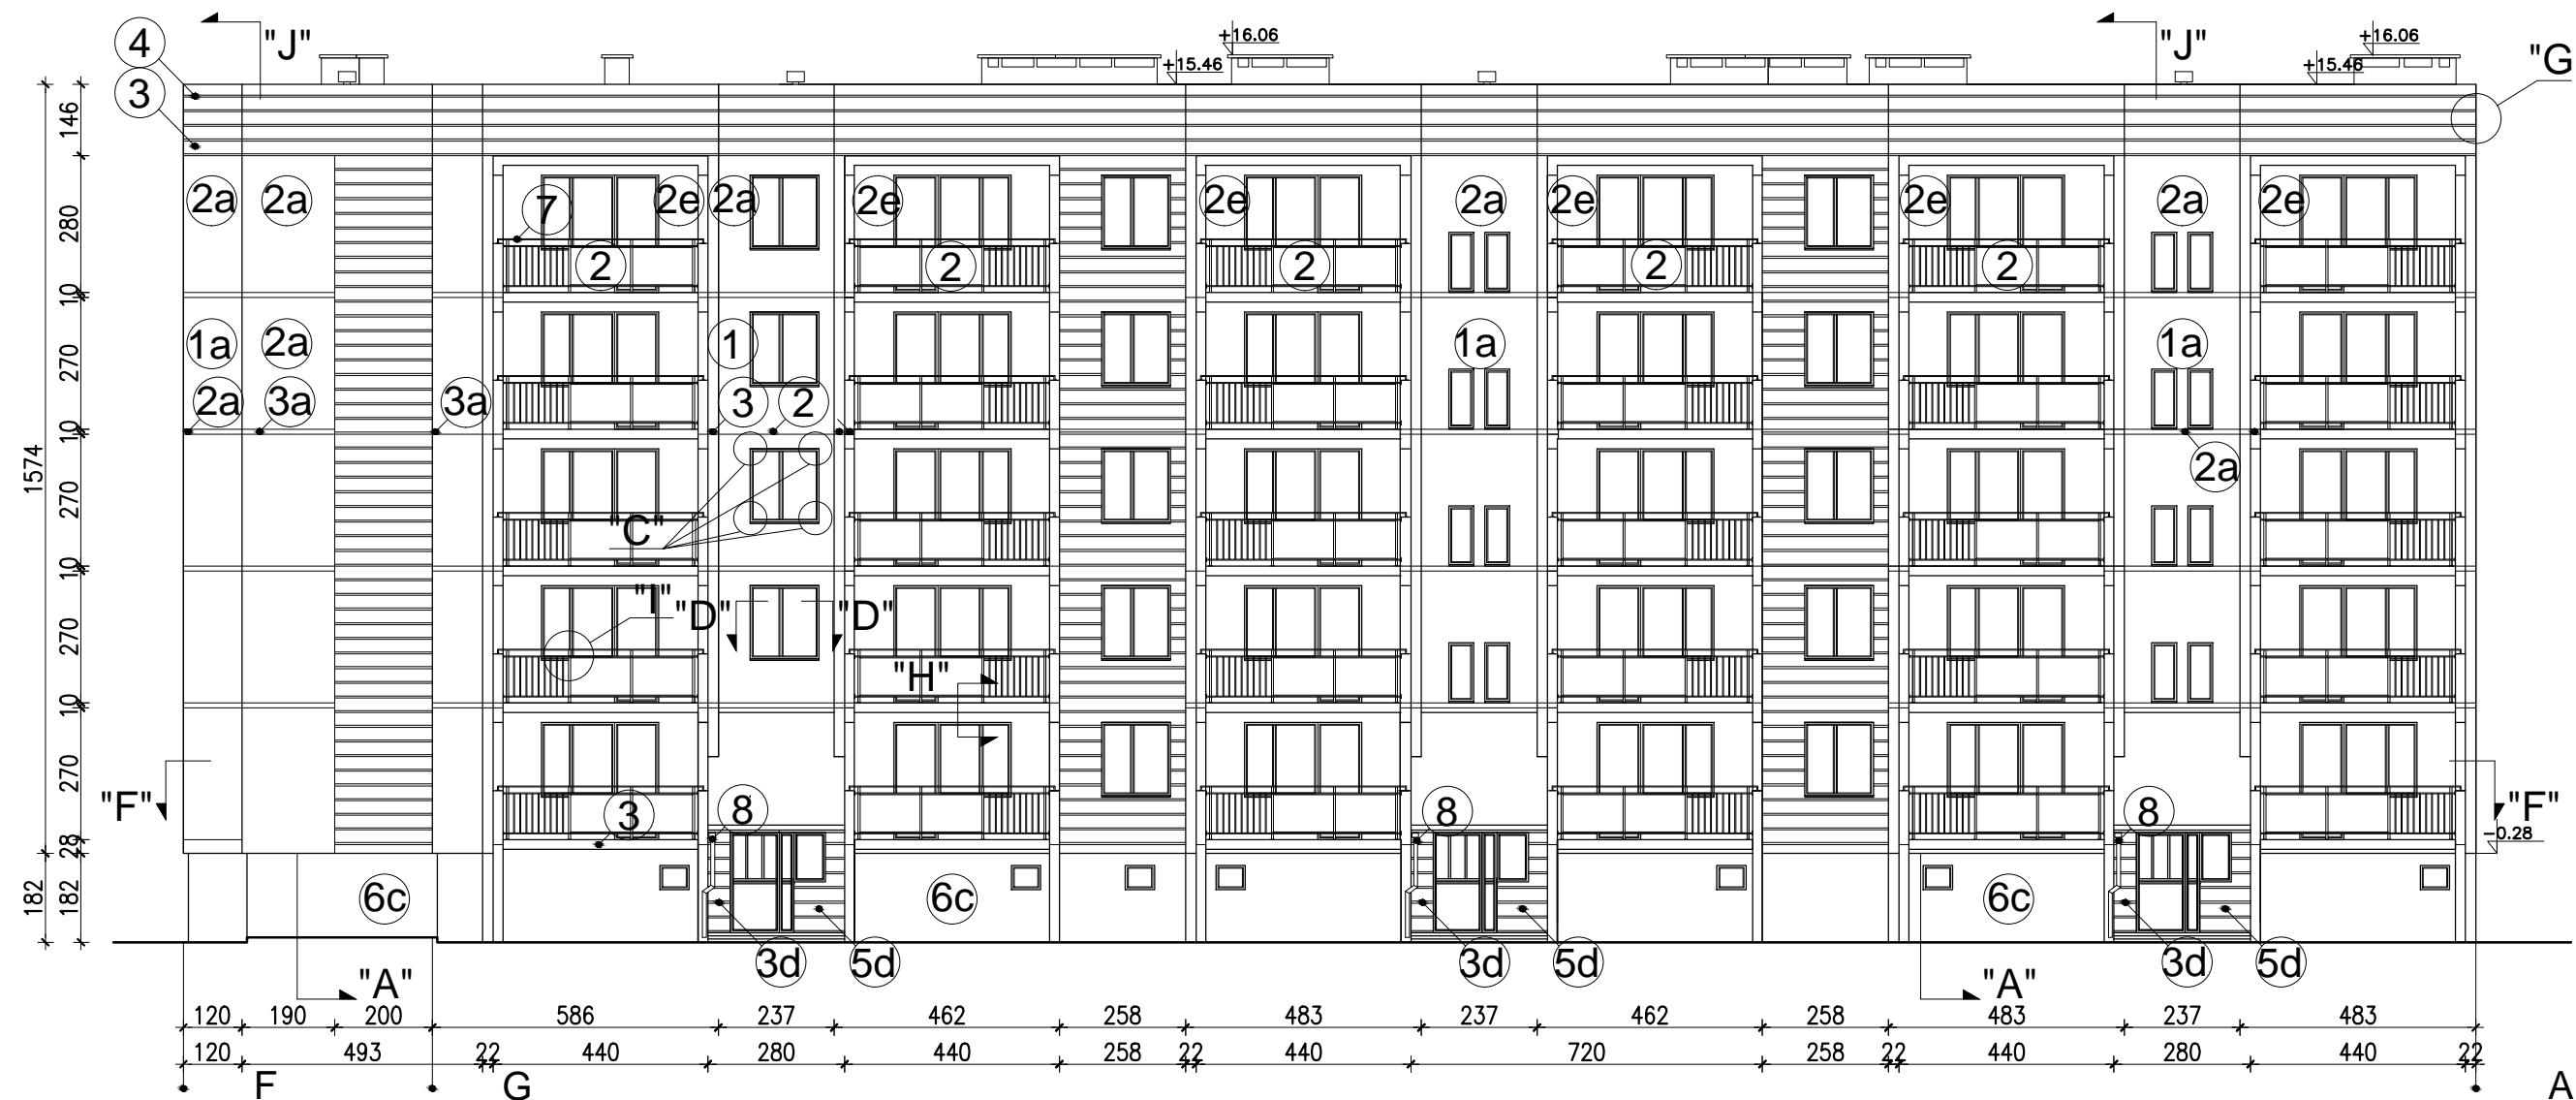 4 "J" +16.06 "J" +16.06 "G
+15.46 +15.46
3
146
2a 2a 7 2e 2a 2e 2e 2a 2e 2e 2a 2e
280
2 2 2 2 2
10
1a 2a 1 1a 1a
270
2a 3a 3a 3 2
10
1574 2a
270 "C"
10
"I" "D" "D"
270
"H"
10
270
"F" 3 8 8 8 "F"
28 -0.28
182 182 6c 6c 6c
3d 5d 3d 5d 3d 5d
"A" "A"
120 190 200 586 237 462 258 483 237 462 258 483 237 483
120 493 22 440 280 440 258 22 440 720 258 22 440 280 440 22
F G A